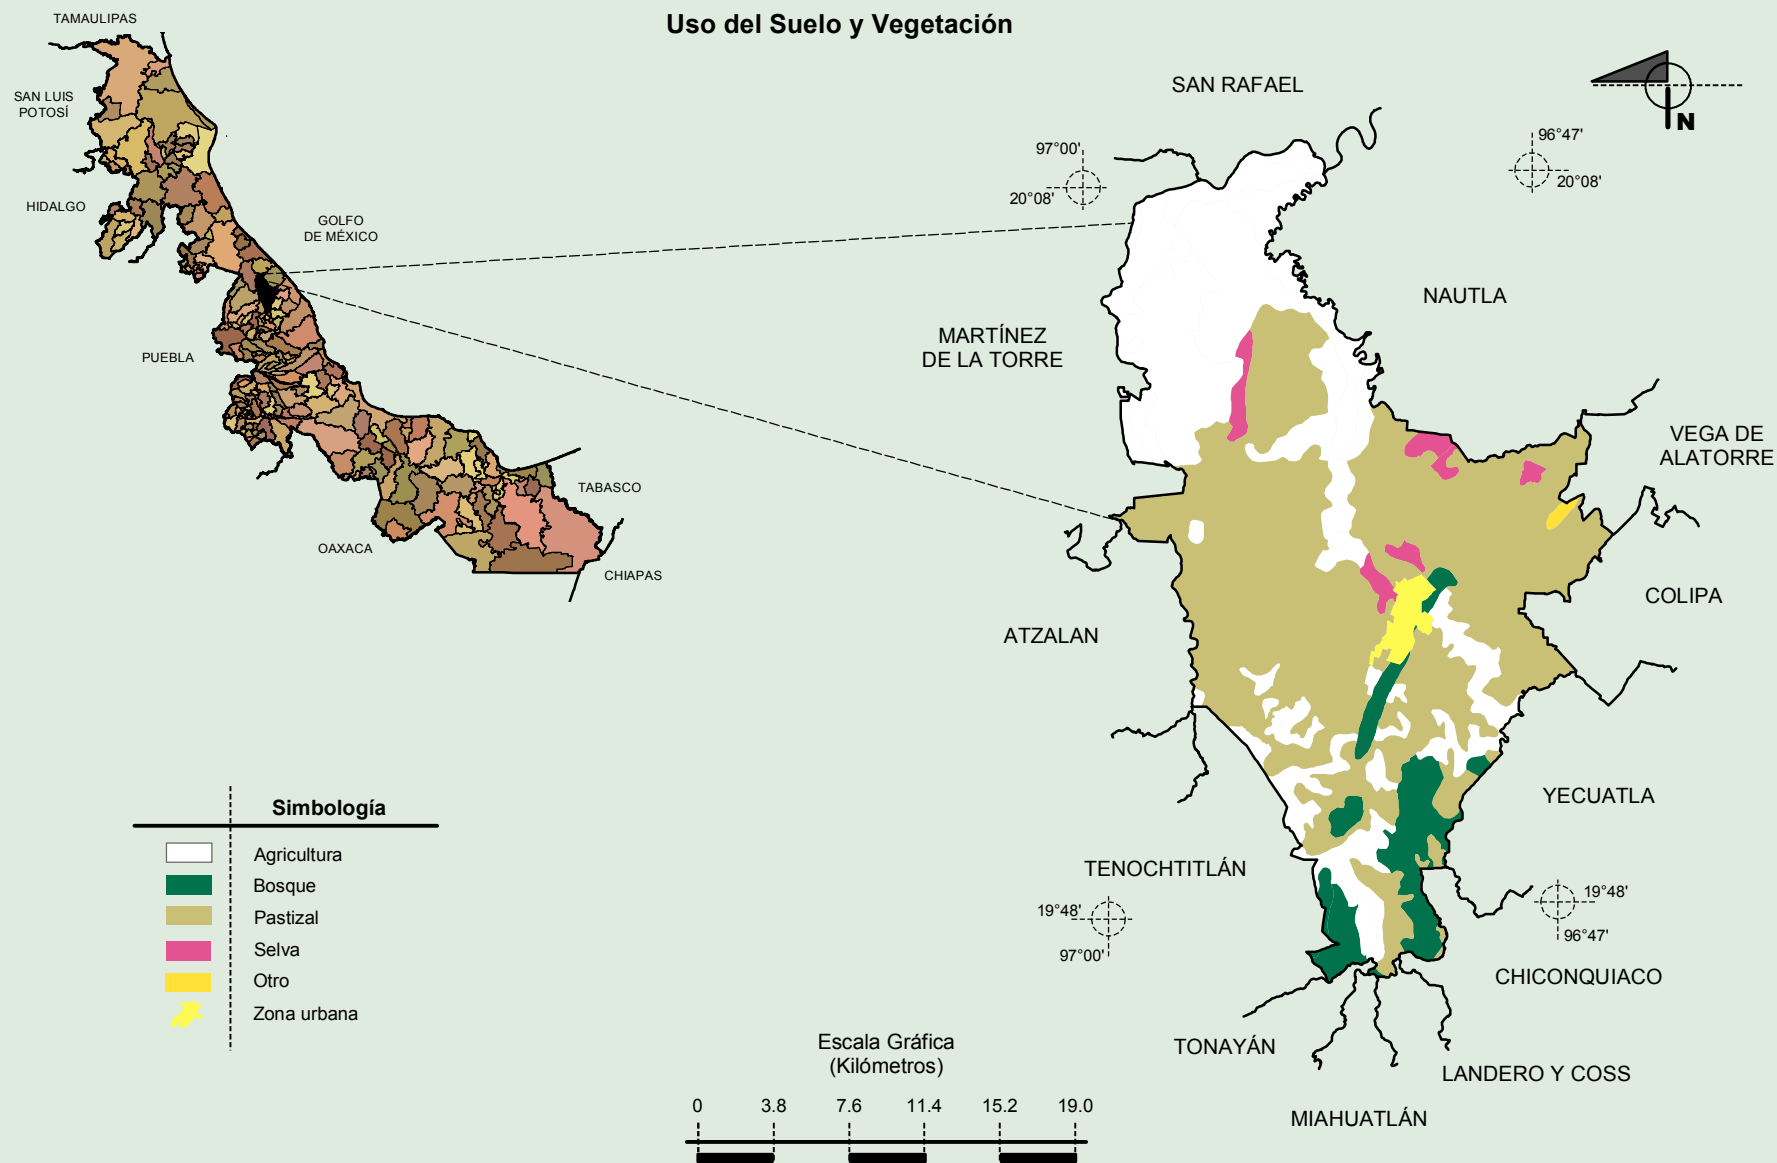 Uso del Suelo y Vegetación
TAMAULIPAS
SAN LUIS
POTOSÍ
HIDALGO
GOLFO
DE MÉXICO
PUEBLA
TABASCO
OAXACA
CHIAPAS
SAN RAFAEL
N
97°00'
20°08'
96°47'
20°08'
NAUTLA
MARTÍNEZ
DE LA TORRE
VEGA DE
ALATORRE
COLIPA
ATZALAN
YECUATLA
TENOCHTITLÁN
19°48'
97°00'
19°48'
96°47'
CHICONQUIACO
TONAYÁN
LANDERO Y COSS
MIAHUATLÁN
Simbología
Agricultura
Bosque
Pastizal
Selva
Otro
Zona urbana
Escala Gráfica
(Kilómetros)
0 3.8 7.6 11.4 15.2 19.0